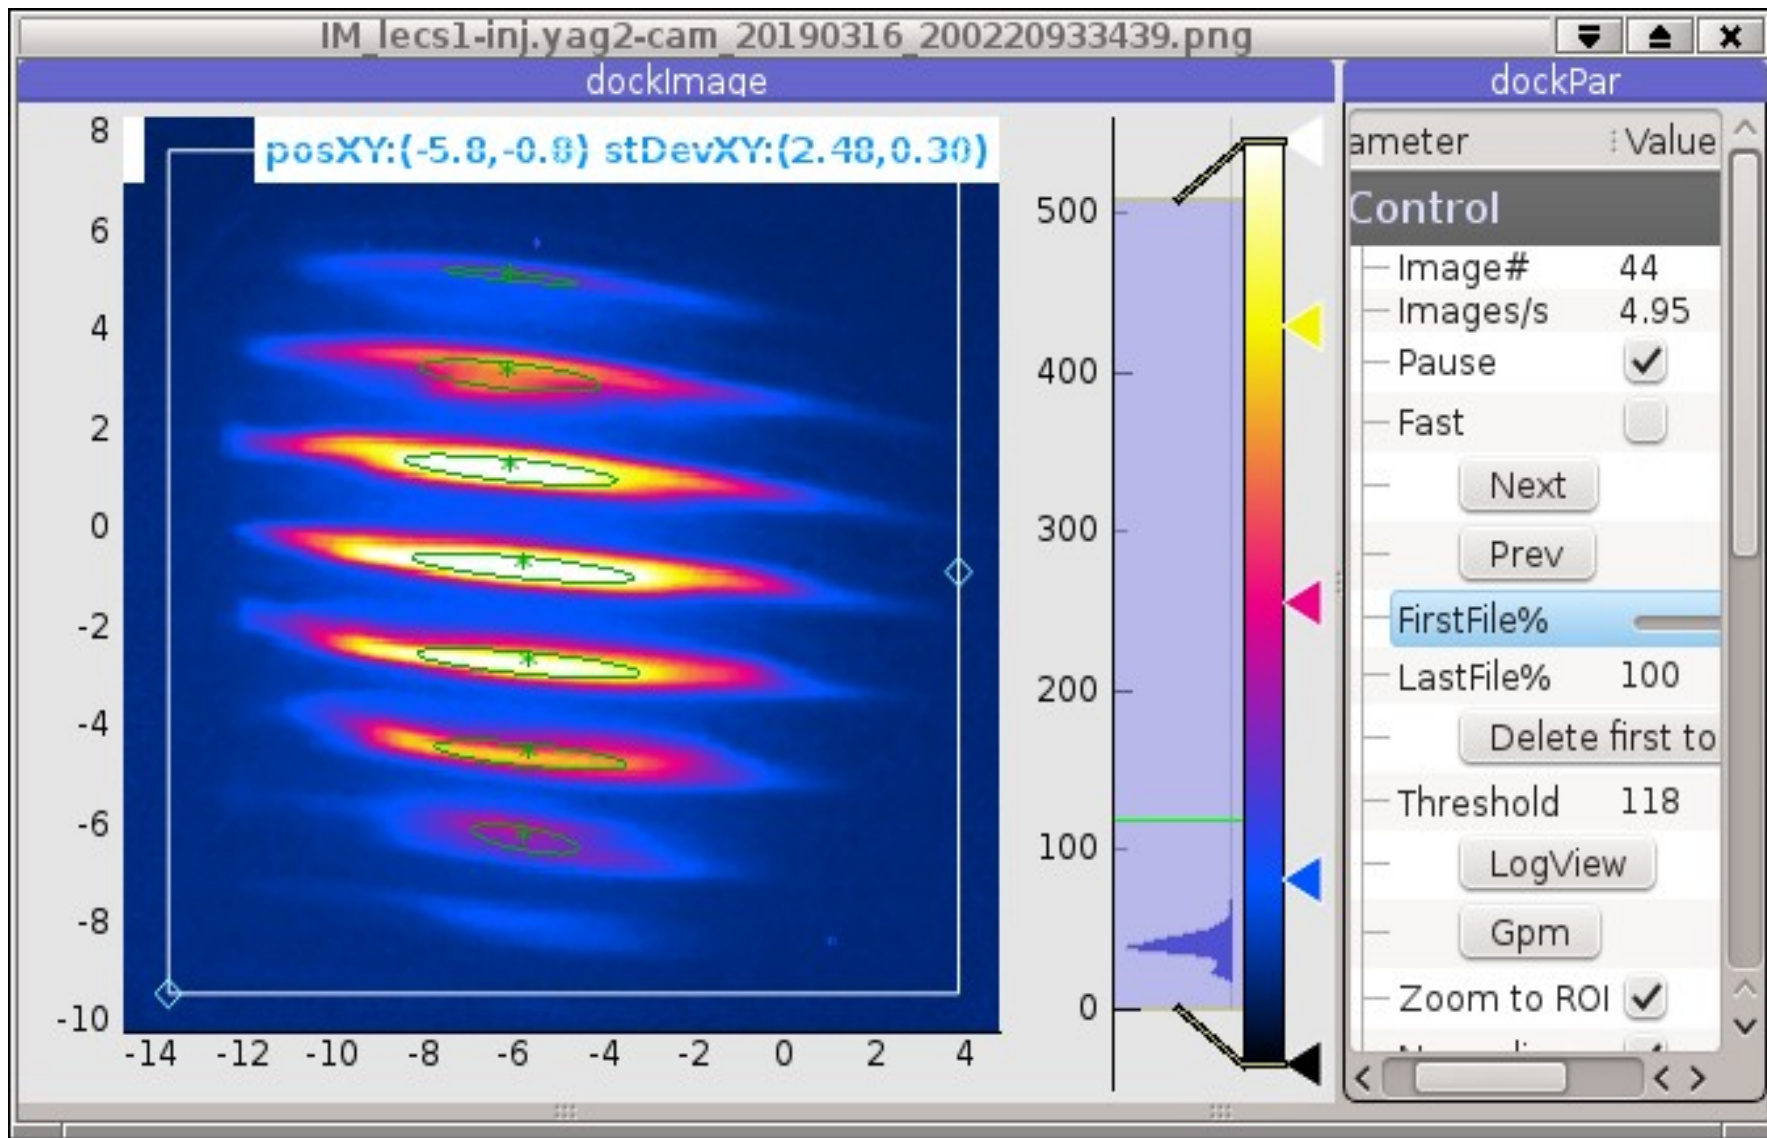 IM_lecs1-inj.yag2-cam_20190316_200220933439.png
dockImage
posXY:(-5.8,-0.8) stDevXY:(2.48,0.30)
8
6
4
2
0
-2
-4
-6
-8
-10
-14 -12 -10 -8 -6 -4 -2 0 2 4
500
400
300
200
100
0
dockPar
ameter Value
Control
Image# 44
Images/s 4.95
Pause
Fast
Next
Prev
FirstFile%
LastFile% 100
Delete first to
Threshold 118
LogView
Gpm
Zoom to ROI